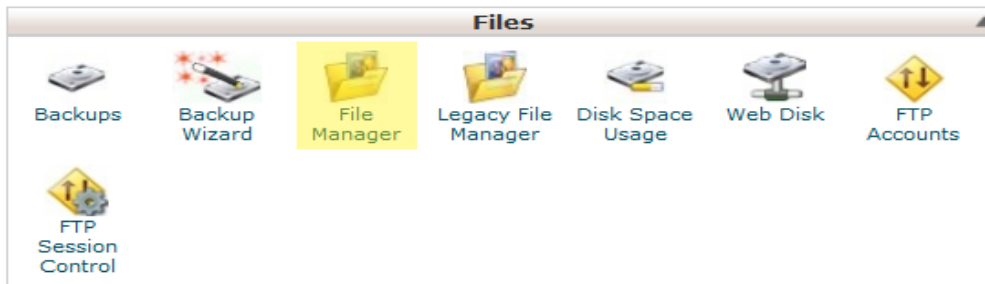 Files
Backups
Backup
Wizard
File
Manager
Legacy File
Manager
Disk Space
Usage
Web Disk
FTP
Accounts
FTP
Session
Control